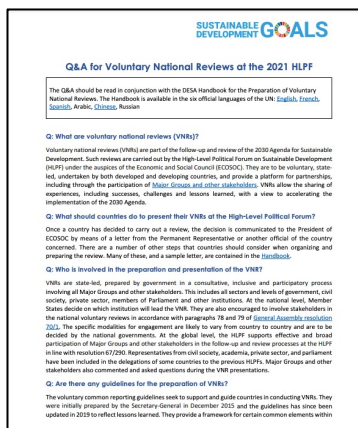 SUSTAINABLE
DEVELOPMENT GOALS
Q&A for Voluntary National Reviews at the 2021 HLPF
The Q&A should be read in conjunction with the DESA Handbook for the Preparation of Voluntary
National Reviews. The Handbook is available in the six official languages of the UN: English, French,
Spanish, Arabic, Chinese, Russian
Q: What are voluntary national reviews (VNRs)?
Voluntary national reviews (VNRs) are part of the follow-up and review of the 2030 Agenda for Sustainable
Development. Such reviews are carried out by the High-Level Political Forum on Sustainable Development
(HLPF) under the auspices of the Economic and Social Council (ECOSOC). They are to be voluntary, state-
led, undertaken by both developed and developing countries, and provide a platform for partnerships,
including through the participation of Major Groups and other stakeholders. VNRs allow the sharing of
experiences, including successes, challenges and lessons learned, with a view to accelerating the
implementation of the 2030 Agenda.
Q: What should countries do to present their VNRs at the High-Level Political Forum?
Once a country has decided to carry out a review, the decision is communicated to the President of
ECOSOC by means of a letter from the Permanent Representative or another official of the country
concerned. There are a number of other steps that countries should consider when organizing and
preparing the review. Many of these, and a sample letter, are contained in the Handbook.
Q: Who is involved in the preparation and presentation of the VNR?
VNRs are state-led, prepared by government in a consultative, inclusive and participatory process
involving all Major Groups and other stakeholders. This includes all sectors and levels of government, civil
society, private sector, members of Parliament and other institutions. At the national level, Member
States decide on which institution will lead the VNR. They are also encouraged to involve stakeholders in
the national voluntary reviews in accordance with paragraphs 78 and 79 of General Assembly resolution
70/1. The specific modalities for engagement are likely to vary from country to country and are to be
decided by the national governments. At the global level, the HLPF supports effective and broad
participation of Major Groups and other stakeholders in the follow-up and review processes at the HLPF
in line with resolution 67/290. Representatives from civil society, academia, private sector, and parliament
have been included in the delegations of some countries to the previous HLPFs. Major Groups and other
stakeholders also commented and asked questions during the VNR presentations.
Q: Are there any guidelines for the preparation of VNRs?
The voluntary common reporting guidelines seek to support and guide countries in conducting VNRs. They
were initially prepared by the Secretary-General in December 2015 and the guidelines has since been
updated in 2019 to reflect lessons learned. They provide a framework for certain common elements within